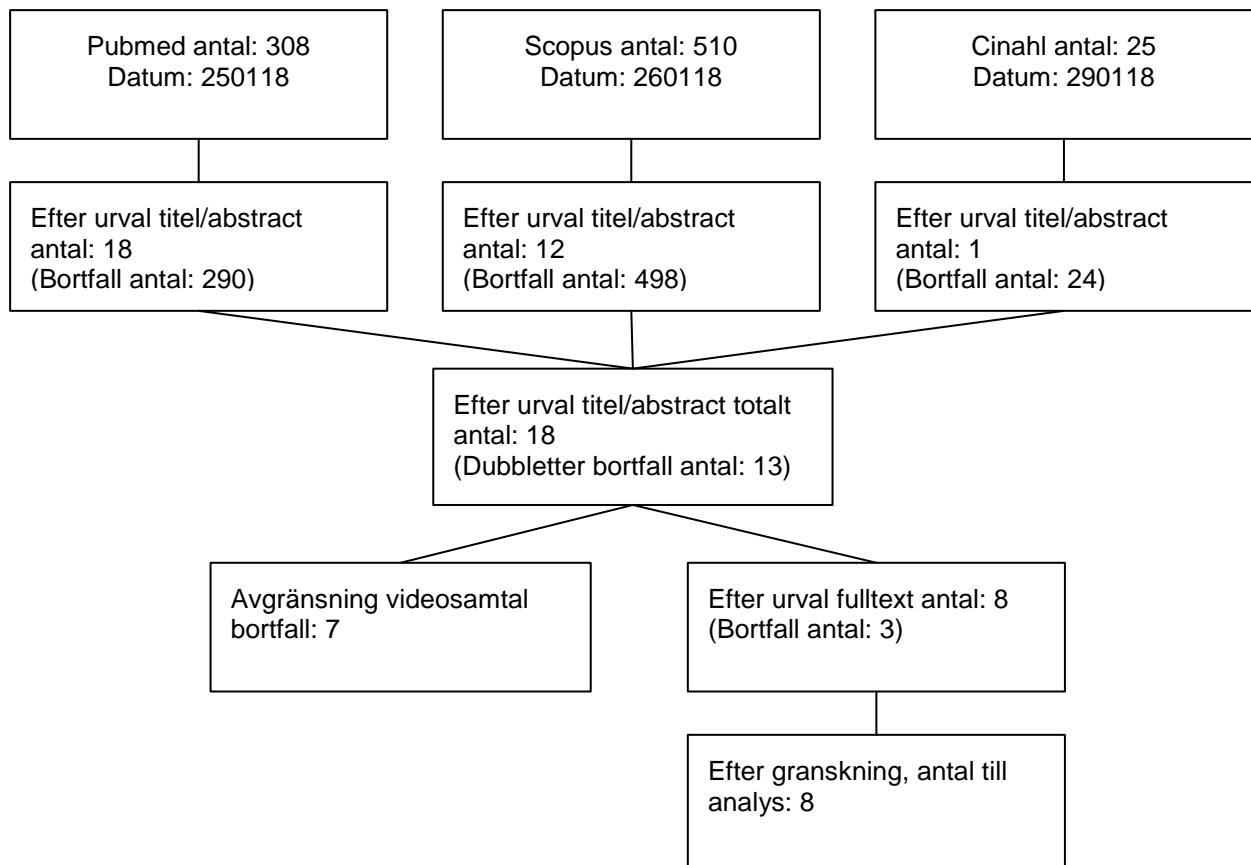 Pubmed antal: 308
Datum: 250118
Scopus antal: 510
Datum: 260118
Cinahl antal: 25
Datum: 290118
Efter urval titel/abstract
antal: 18
(Bortfall antal: 290)
Efter urval titel/abstract
antal: 12
(Bortfall antal: 498)
Efter urval titel/abstract
antal: 1
(Bortfall antal: 24)
Efter urval titel/abstract totalt
antal: 18
(Dubbletter bortfall antal: 13)
Avgränsning videosamtal
bortfall: 7
Efter urval fulltext antal: 8
(Bortfall antal: 3)
Efter granskning, antal till
analys: 8